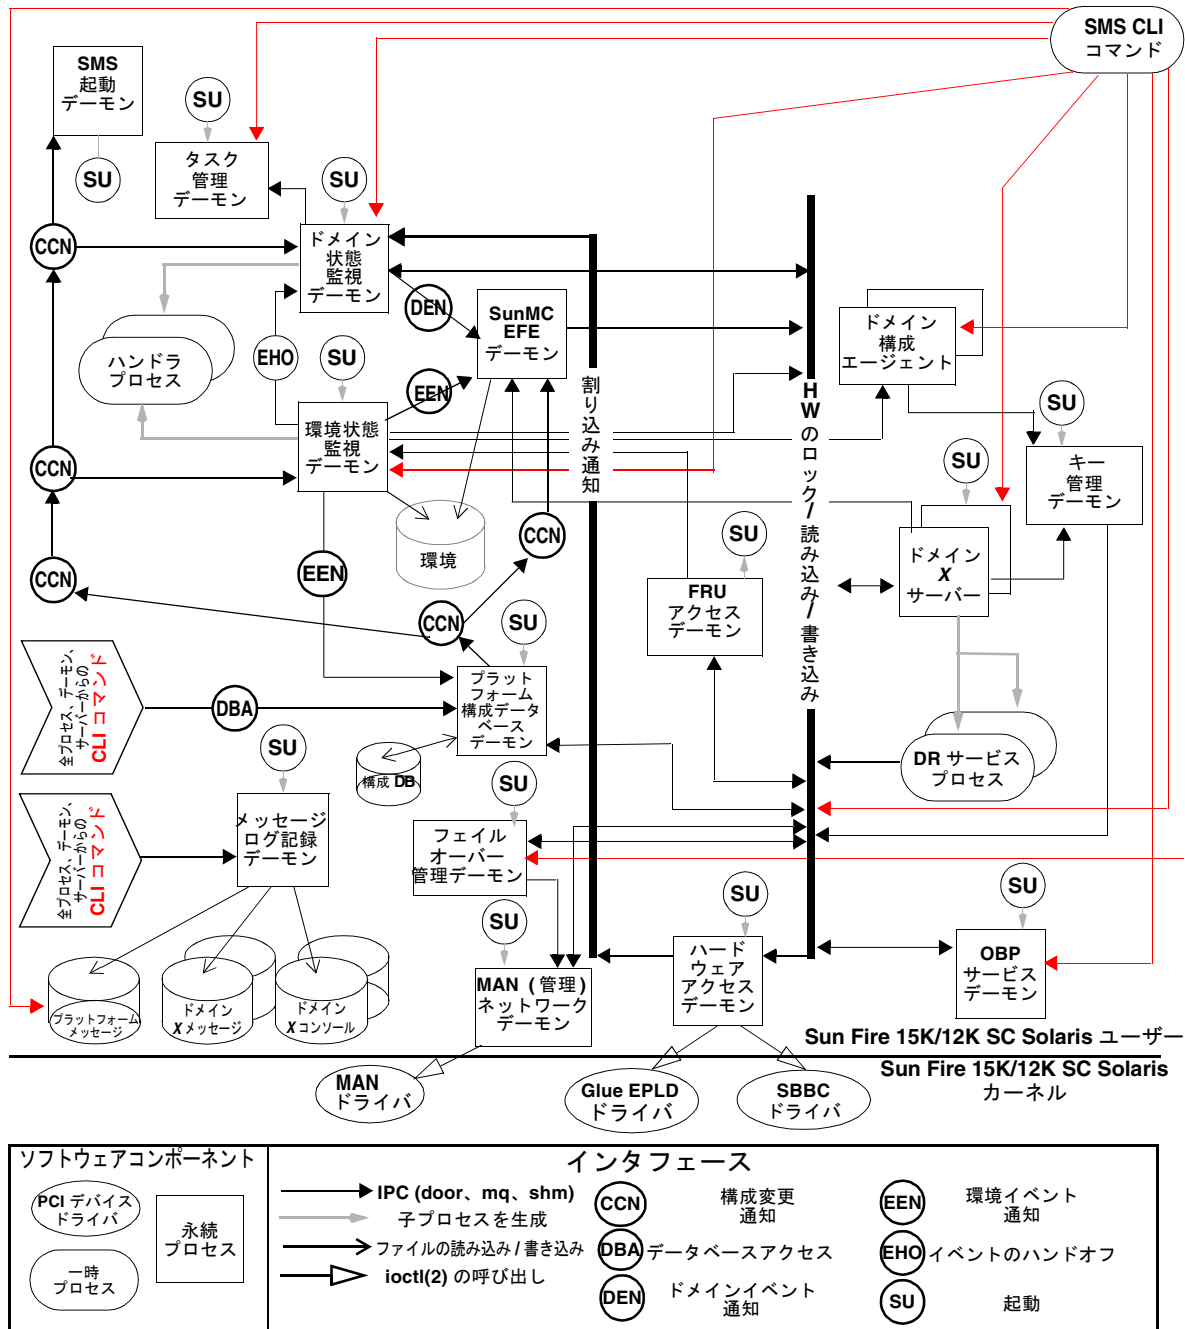 SMS CLI
コマンド
SMS
起動
デーモン
SU
SU
タスク
管理
デーモン
SU
CCN
ドメイン
状態
監視
デーモン
DEN
SunMC
EFE
デーモン
ドメイン
構成
エージェント
ハンドラ
プロセス
EHO
SU
EEN
割り込み通知
HWのロック/読み込み/書き込み
SU
環境状態
監視
デーモン
CCN
SU
キー
管理
デーモン
環境
CCN
SU
ドメイン
X
サーバー
CCN
EEN
FRU
アクセス
デーモン
CCN
SU
全プロセス、デーモン、
サーバーからの
CLI コマンド
DBA
プラット
フォーム
構成データ
ベース
デーモン
SU
構成 DB
DR サービス
プロセス
SU
全プロセス、デーモン、
サーバーからの
CLI コマンド
メッセージ
ログ記録
デーモン
フェイル
オーバー
管理デーモン
SU
SU
SU
プラットフォーム
メッセージ
ドメイン
X メッセージ
ドメイン
X コンソール
MAN (管理)
ネットワーク
デーモン
ハード
ウェア
アクセス
デーモン
OBP
サービス
デーモン
Sun Fire 15K/12K SC Solaris ユーザー
Sun Fire 15K/12K SC Solaris
カーネル
MAN
ドライバ
Glue EPLD
ドライバ
SBBC
ドライバ
ソフトウェアコンポーネント
PCI デバイス
ドライバ
永続
プロセス
一時
プロセス
インタフェース
IPC (door、mq、shm)
子プロセスを生成
ファイルの読み込み / 書き込み
ioctl(2) の呼び出し
CCN
構成変更
通知
DBA
データベースアクセス
DEN
ドメインイベント
通知
EEN
環境イベント
通知
EHO
イベントのハンドオフ
SU
起動